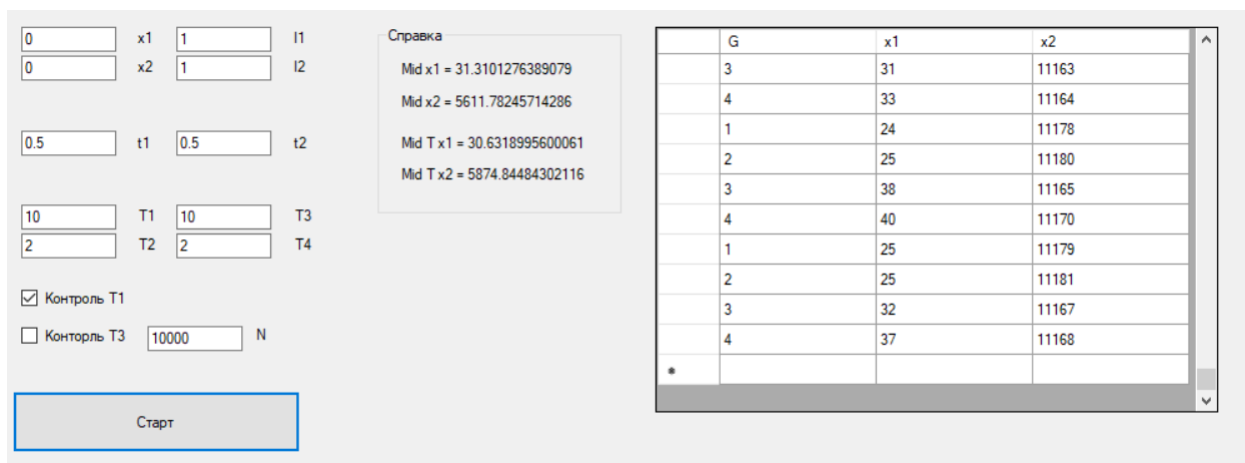 0 x1 1 l1
0 x2 1 l2
0.5 t1 0.5 t2
10 T1 10 T3
2 T2 2 T4
Контроль T1
Конторль T3 10000 N
Старт
Справка
Mid x1 = 31.3101276389079
Mid x2 = 5611.78245714286
Mid T x1 = 30.6318995600061
Mid T x2 = 5874.84484302116
G x1 x2
3 31 11163
4 33 11164
1 24 11178
2 25 11180
3 38 11165
4 40 11170
1 25 11179
2 25 11181
3 32 11167
4 37 11168
*